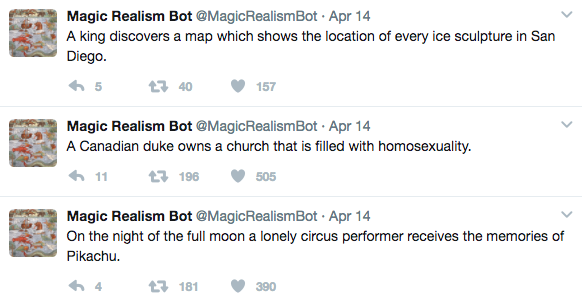 Magic Realism Bot @MagicRealismBot · Apr 14
A king discovers a map which shows the location of every ice sculpture in San
Diego.
5 40 157
Magic Realism Bot @MagicRealismBot · Apr 14
A Canadian duke owns a church that is filled with homosexuality.
11 196 505
Magic Realism Bot @MagicRealismBot · Apr 14
On the night of the full moon a lonely circus performer receives the memories of
Pikachu.
4 181 390